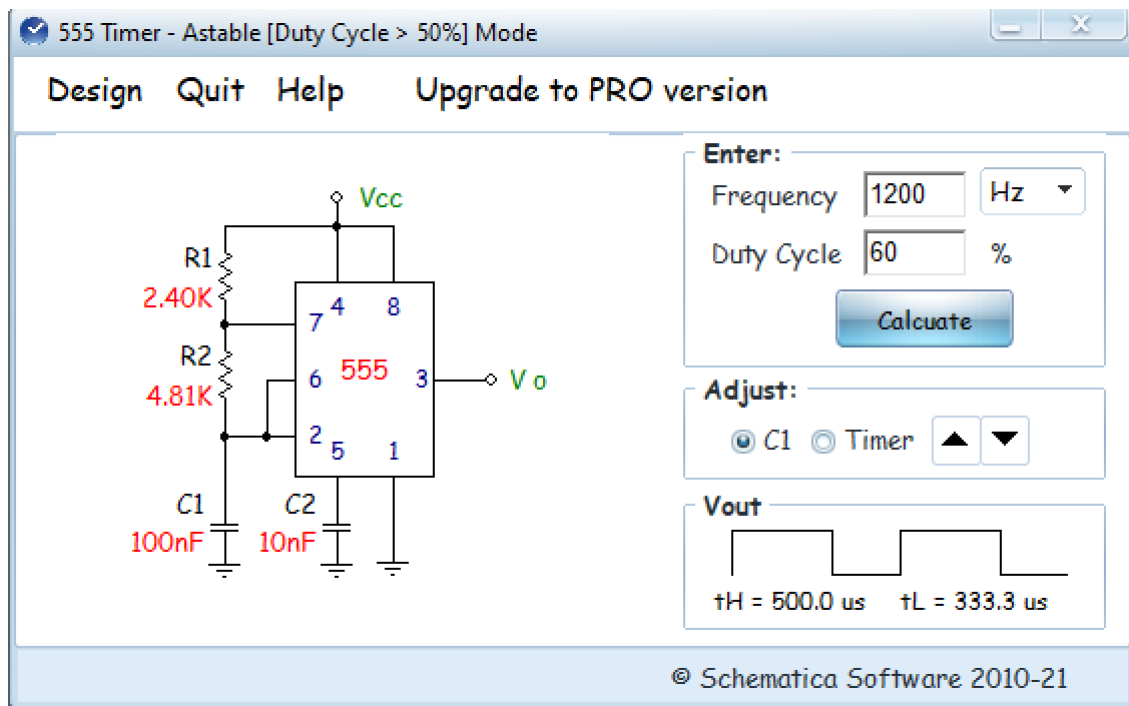 555 Timer - Astable [Duty Cycle > 50%] Mode
Design Quit Help Upgrade to PRO version
Vcc
R1
2.40K
R2
4.81K
4 8
7
6 555 3
2
5 1
V o
C1
100nF
C2
10nF
Enter:
Frequency 1200 Hz
Duty Cycle 60 %
Calcuate
Adjust:
C1 Timer
Vout
tH = 500.0 us tL = 333.3 us
© Schematica Software 2010-21